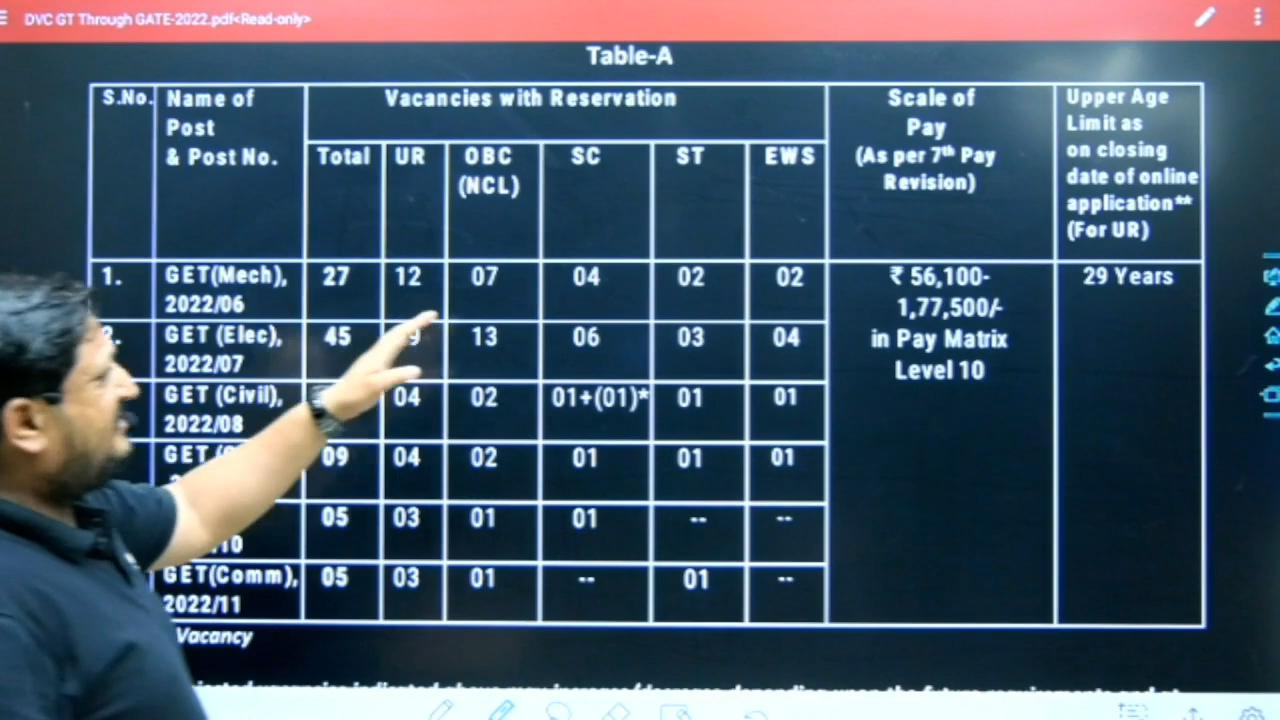 DVC GT Through GATE-2022.pdf<Read-only>
Table-A
S.No. Name of Post & Post No. Vacancies with Reservation Scale of Pay (As per 7th Pay Revision) Upper Age Limit as on closing date of online application** (For UR)
Total UR OBC (NCL) SC ST EWS
1. GET(Mech), 2022/06 27 12 07 04 02 02 ₹ 56,100-1,77,500/- in Pay Matrix Level 10 29 Years
GET (Elec), 2022/07 45 13 06 03 04
GET (Civil), 2022/08 04 02 01+(01)* 01 01
GET 09 04 02 01 01 01
05 03 01 01 -- --
GET(Comm), 2022/11 05 03 01 -- 01 --
Vacancy